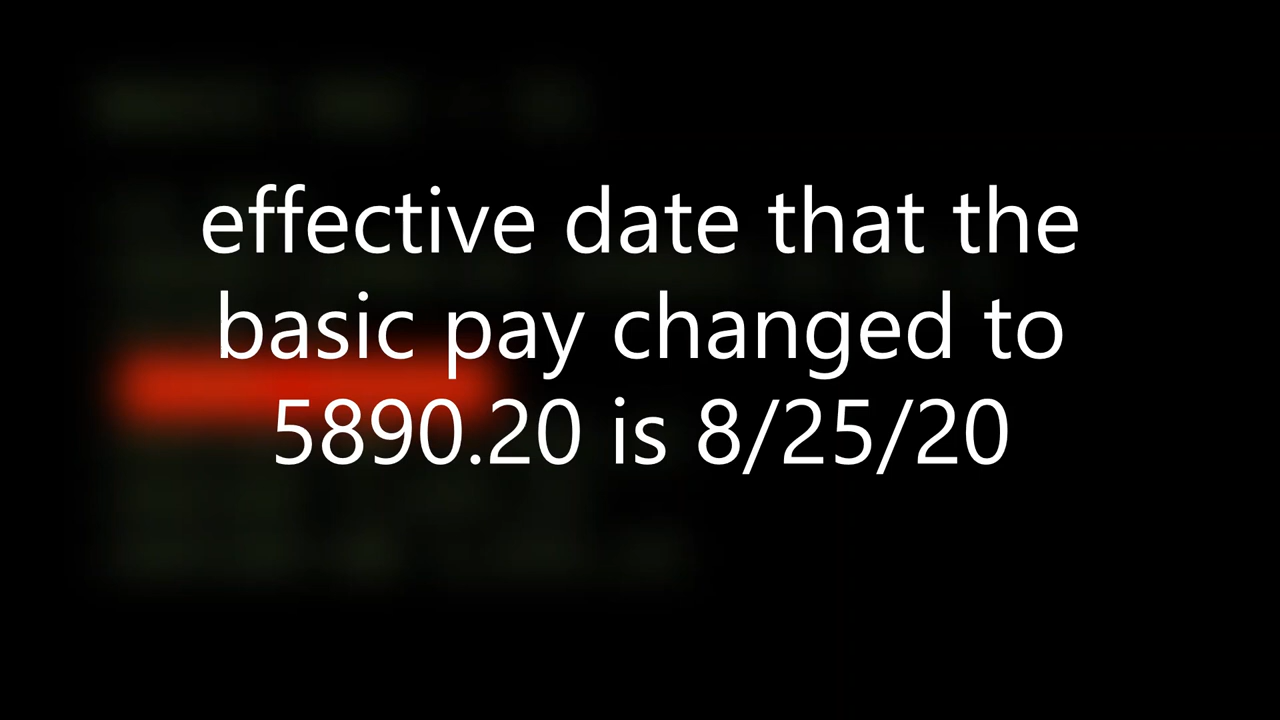 effective date that the
basic pay changed to
5890.20 is 8/25/20